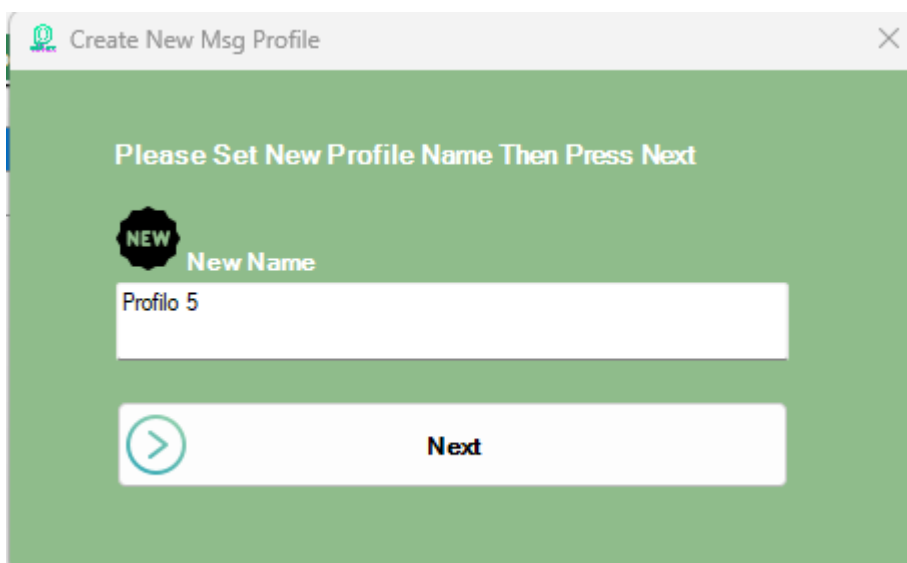 Create New Msg Profile
Please Set New Profile Name Then Press Next
NEW
New Name
Profilo 5
Next